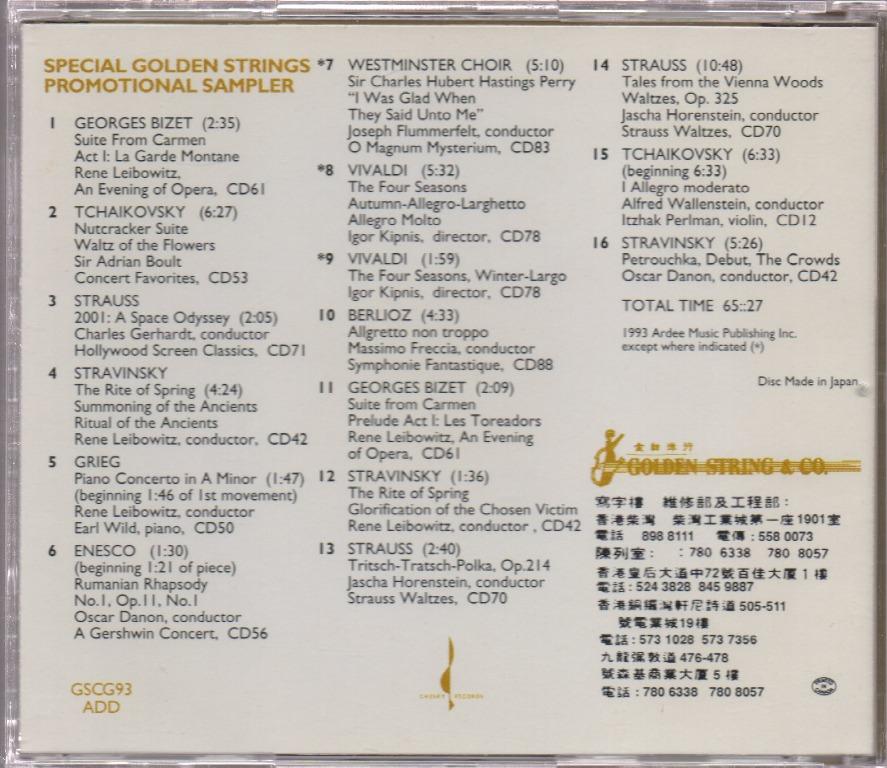 SPECIAL GOLDEN STRINGS
PROMOTIONAL SAMPLER
1 GEORGES BIZET (2:35)
Suite From Carmen
Act I: La Garde Montane
Rene Leibowitz,
An Evening of Opera, CD61
2 TCHAIKOVSKY (6:27)
Nutcracker Suite
Waltz of the Flowers
Sir Adrian Boult
Concert Favorites, CD53
3 STRAUSS
2001: A Space Odyssey (2:05)
Charles Gerhardt, conductor
Hollywood Screen Classics, CD71
4 STRAVINSKY
The Rite of Spring (4:24)
Summoning of the Ancients
Ritual of the Ancients
Rene Leibowitz, conductor, CD42
5 GRIEG
Piano Concerto in A Minor (1:47)
(beginning 1:46 of 1st movement)
Rene Leibowitz, conductor
Earl Wild, piano, CD50
6 ENESCO (1:30)
(beginning 1:21 of piece)
Rumanian Rhapsody
No.1, Op.11, No.1
Oscar Danon, conductor
A Gershwin Concert, CD56
GSCG93
ADD
*7 WESTMINSTER CHOIR (5:10)
Sir Charles Hubert Hastings Perry
"I Was Glad When
They Said Unto Me"
Joseph Flummerfelt, conductor
O Magnum Mysterium, CD83
*8 VIVALDI (5:32)
The Four Seasons
Autumn-Allegro-Larghetto
Allegro Molto
Igor Kipnis, director, CD78
*9 VIVALDI (1:59)
The Four Seasons, Winter-Largo
Igor Kipnis, director, CD78
10 BERLIOZ (4:33)
Allgretto non troppo
Massimo Freccia, conductor
Symphonie Fantastique, CD88
11 GEORGES BIZET (2:09)
Suite from Carmen
Prelude Act I: Les Toreadors
Rene Leibowitz, An Evening
of Opera, CD61
12 STRAVINSKY (1:36)
The Rite of Spring
Glorification of the Chosen Victim
Rene Leibowitz, conductor , CD42
13 STRAUSS (2:40)
Tritsch-Tratsch-Polka, Op.214
Jascha Horenstein, conductor
Strauss Waltzes, CD70
CHESKY RECORDS
14 STRAUSS (10:48)
Tales from the Vienna Woods
Waltzes, Op. 325
Jascha Horenstein, conductor
Strauss Waltzes, CD70
15 TCHAIKOVSKY (6:33)
(beginning 6:33)
I Allegro moderato
Alfred Wallenstein, conductor
Itzhak Perlman, violin, CD12
16 STRAVINSKY (5:26)
Petrouchka, Debut, The Crowds
Oscar Danon, conductor, CD42
TOTAL TIME 65::27
1993 Ardee Music Publishing Inc.
except where indicated (*)
Disc Made in Japan
金弦洋行
GOLDEN STRING & CO.
寫字樓 維修部及工程部:
香港柴灣 柴灣工業城第一座1901室
電話 898 8111 電傳:558 0073
陳列室: :780 6338 780 8057
香港皇后大道中72號百佳大廈1樓
電話:524 3828 845 9887
香港銅鑼灣軒尼詩道505-511
號電業城19樓
電話:573 1028 573 7356
九龍彌敦道476-478
號森基商業大厦5樓
電話:780 6338 780 8057